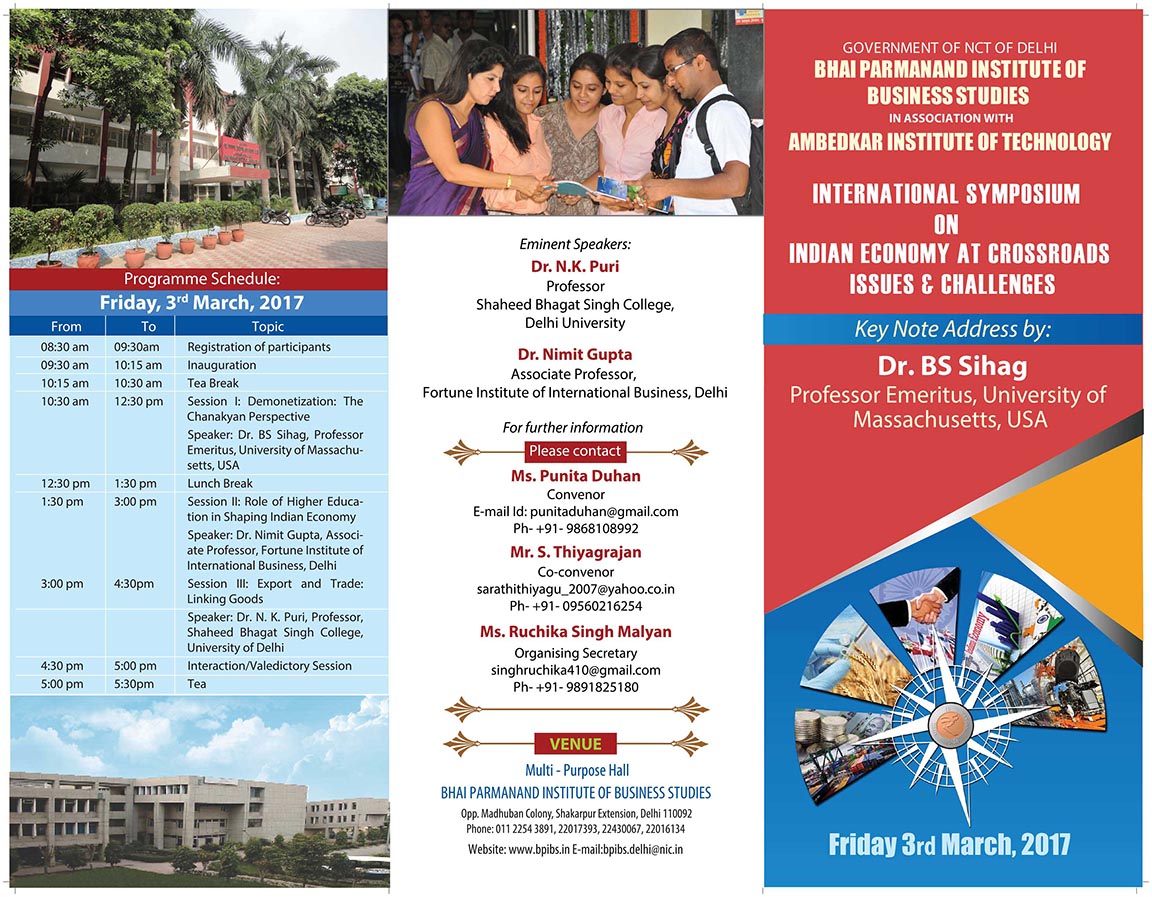 Programme Schedule:
Friday, 3rd March, 2017
From To Topic
08:30 am 09:30am Registration of participants
09:30 am 10:15 am Inauguration
10:15 am 10:30 am Tea Break
10:30 am 12:30 pm Session I: Demonetization: The
Chanakyan Perspective
Speaker: Dr. BS Sihag, Professor
Emeritus, University of Massachu-
setts, USA
12:30 pm 1:30 pm Lunch Break
1:30 pm 3:00 pm Session II: Role of Higher Educa-
tion in Shaping Indian Economy
Speaker: Dr. Nimit Gupta, Associ-
ate Professor, Fortune Institute of
International Business, Delhi
3:00 pm 4:30pm Session III: Export and Trade:
Linking Goods
Speaker: Dr. N. K. Puri, Professor,
Shaheed Bhagat Singh College,
University of Delhi
4:30 pm 5:00 pm Interaction/Valedictory Session
5:00 pm 5:30pm Tea
Eminent Speakers:
Dr. N.K. Puri
Professor
Shaheed Bhagat Singh College,
Delhi University
Dr. Nimit Gupta
Associate Professor,
Fortune Institute of International Business, Delhi
For further information
Please contact
Ms. Punita Duhan
Convenor
E-mail Id: punitaduhan@gmail.com
Ph- +91- 9868108992
Mr. S. Thiyagrajan
Co-convenor
sarathithiyagu_2007@yahoo.co.in
Ph- +91- 09560216254
Ms. Ruchika Singh Malyan
Organising Secretary
singhruchika410@gmail.com
Ph- +91- 9891825180
VENUE
Multi - Purpose Hall
BHAI PARMANAND INSTITUTE OF BUSINESS STUDIES
Opp. Madhuban Colony, Shakarpur Extension, Delhi 110092
Phone: 011 2254 3891, 22017393, 22430067, 22016134
Website: www.bpibs.in E-mail:bpibs.delhi@nic.in
GOVERNMENT OF NCT OF DELHI
BHAI PARMANAND INSTITUTE OF
BUSINESS STUDIES
IN ASSOCIATION WITH
AMBEDKAR INSTITUTE OF TECHNOLOGY
INTERNATIONAL SYMPOSIUM
ON
INDIAN ECONOMY AT CROSSROADS
ISSUES & CHALLENGES
Key Note Address by:
Dr. BS Sihag
Professor Emeritus, University of
Massachusetts, USA
Indian Economy
Friday 3rd March, 2017